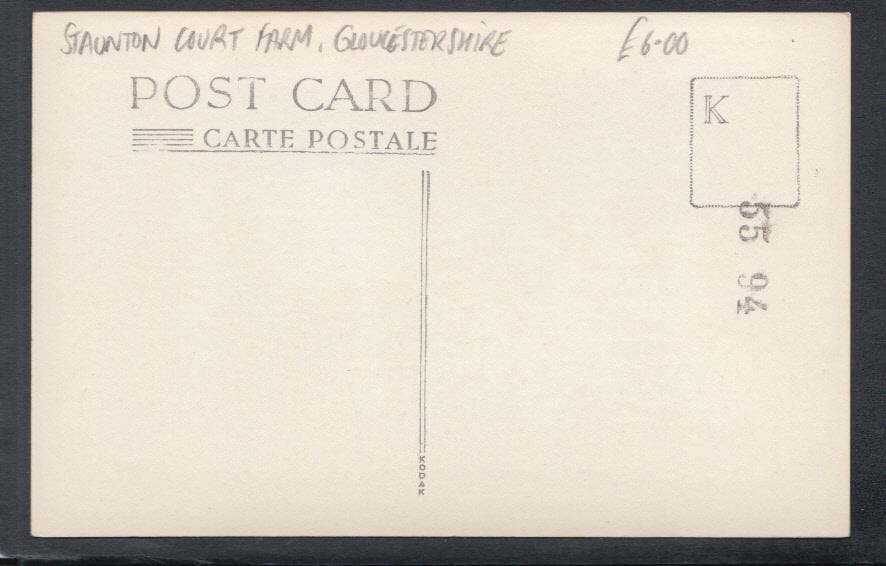 STAUNTON COURT FARM, GLOUCESTERSHIRE £6-00
POST CARD
CARTE POSTALE
K
55 94
KODAK